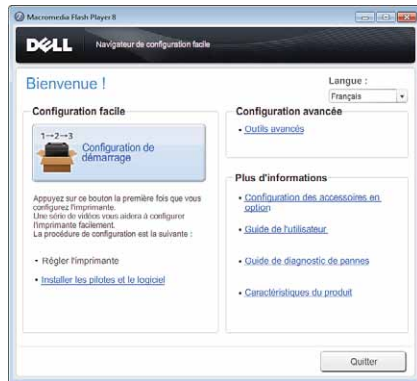 Macromedia Flash Player 8
DELL
Navigateur de configuration facile
Bienvenue !
Langue :
Français
Configuration facile
1→2→3
Configuration de
démarrage
Appuyez sur ce bouton la première fois que vous
configurez l'imprimante.
Une série de vidéos vous aidera à configurer
l'imprimante facilement.
La procédure de configuration est la suivante :
• Régler l'imprimante
• Installer les pilotes et le logiciel
Configuration avancée
• Outils avancés
Plus d'informations
• Configuration des accessoires en
option
• Guide de l'utilisateur
• Guide de diagnostic de pannes
• Caractéristiques du produit
Quitter